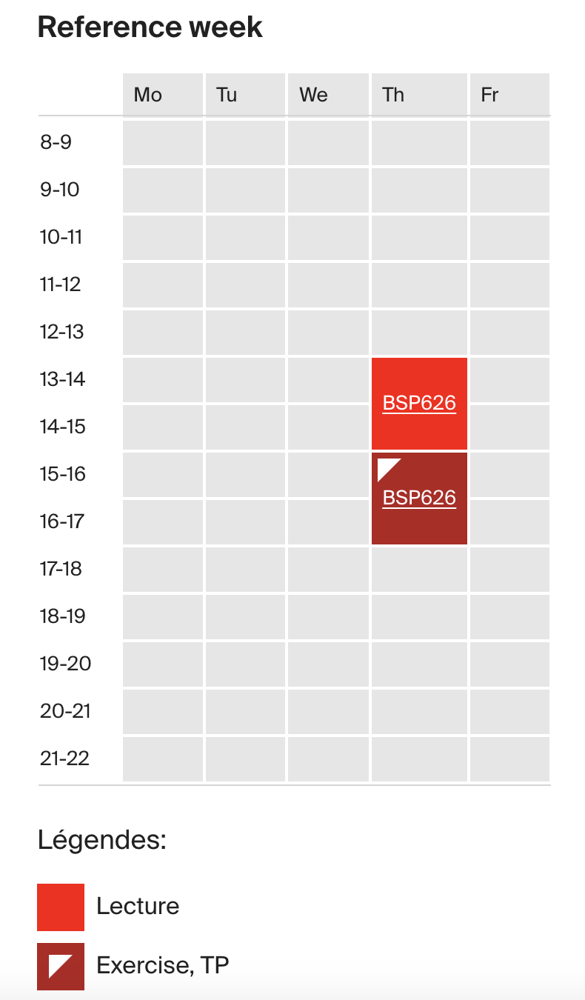 Reference week
Mo Tu We Th Fr
8-9
9-10
10-11
11-12
12-13
13-14
BSP626
14-15
15-16
BSP626
16-17
17-18
18-19
19-20
20-21
21-22
Légendes:
Lecture
Exercise, TP